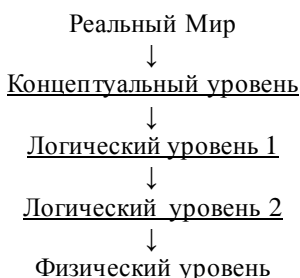 Реальный Мир
↓
Концептуальный уровень
↓
Логический уровень 1
↓
Логический уровень 2
↓
Физический уровень